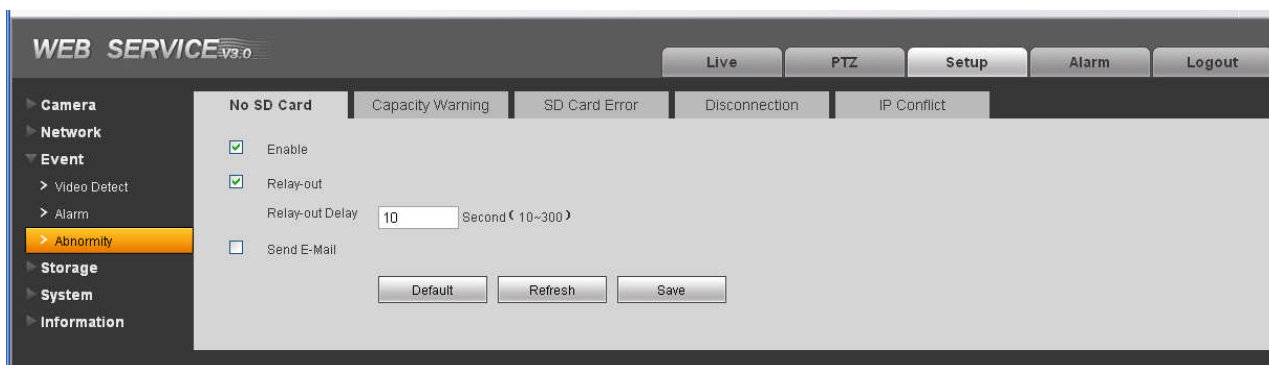 WEB SERVICE V3.0
Live PTZ Setup Alarm Logout
Camera
Network
Event
> Video Detect
> Alarm
> Abnormity
Storage
System
Information
No SD Card Capacity Warning SD Card Error Disconnection IP Conflict
Enable
Relay-out
Relay-out Delay 10 Second ( 10~300 )
Send E-Mail
Default Refresh Save